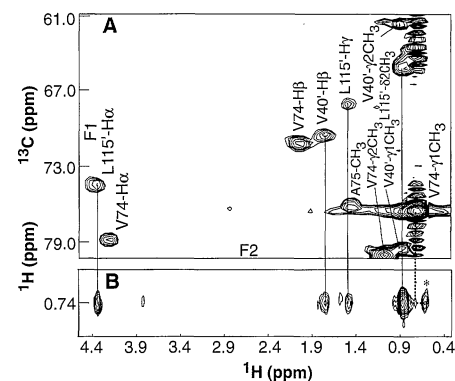 A
61.0
67.0
73.0
79.0
13C (ppm)
F1
L115'-Hα
V74-Hα
V74-Hβ
V40'-Hβ
L115'-Hγ
A75-CH3
V74-γ2CH3
V40'-γ1CH3
V40'-γ2CH3
L115'-δ2CH3
V74-γ1CH3
F2
B
*
1H (ppm)
0.74
4.4 3.9 3.4 2.9 2.4 1.9 1.4 0.9 0.4
1H (ppm)